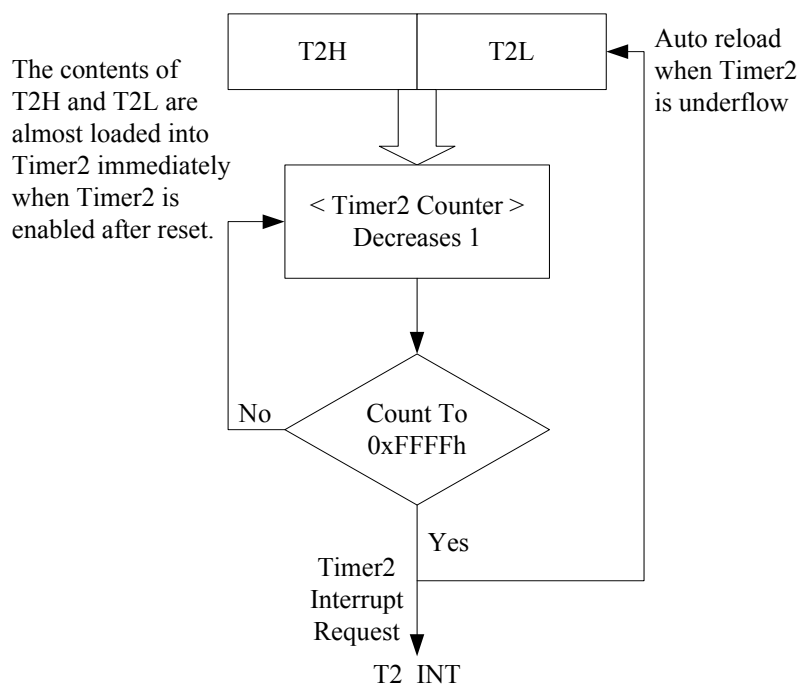 T2H
T2L
Auto reload
when Timer2
is underflow
The contents of
T2H and T2L are
almost loaded into
Timer2 immediately
when Timer2 is
enabled after reset.
< Timer2 Counter >
Decreases 1
No
Count To
0xFFFFh
Yes
Timer2
Interrupt
Request
T2 INT